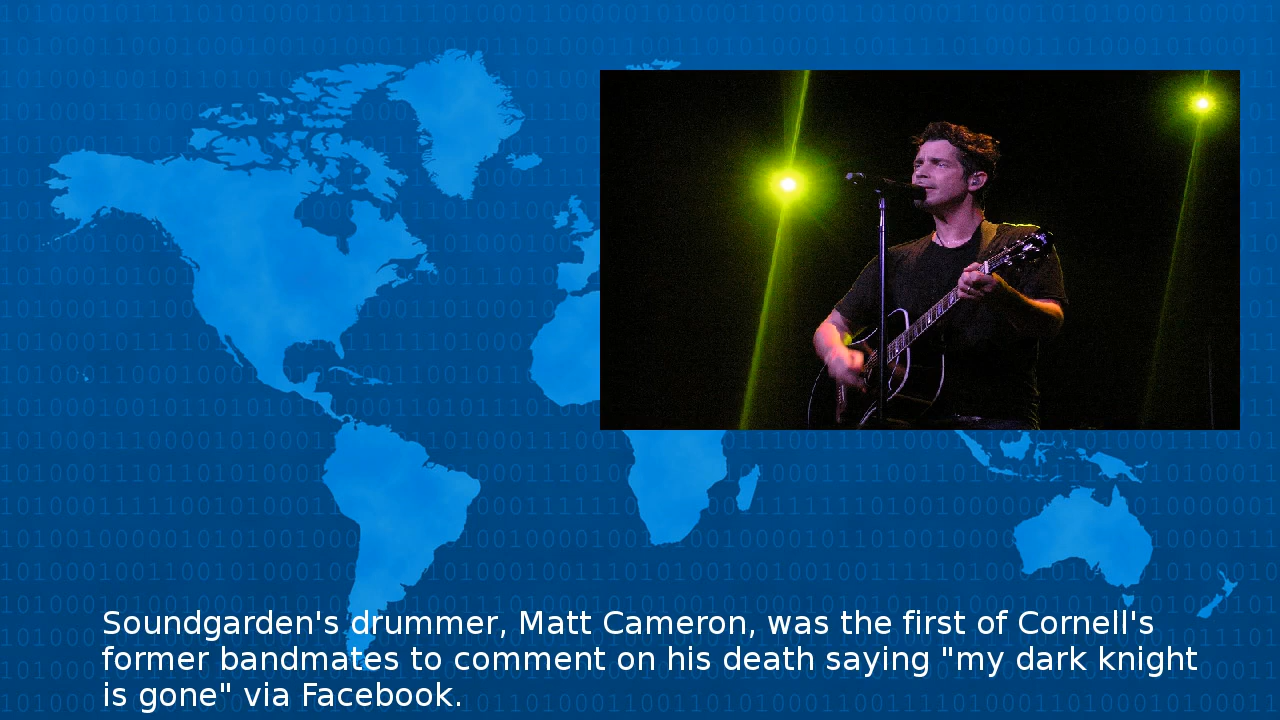 Soundgarden's drummer, Matt Cameron, was the first of Cornell's
former bandmates to comment on his death saying "my dark knight
is gone" via Facebook.